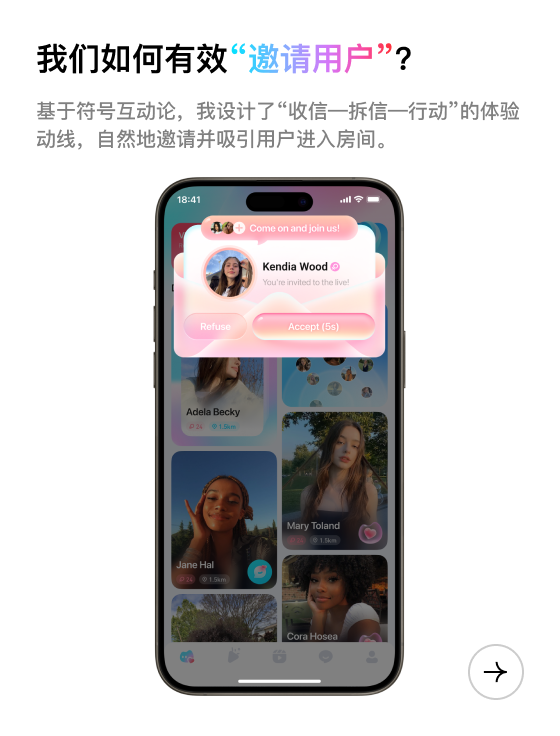 我们如何有效“邀请用户”?
基于符号互动论，我设计了“收信—拆信—行动”的体验
动线，自然地邀请并吸引用户进入房间。
18:41
Come on and join us!
Kendia Wood
You're invited to the live!
Refuse
Accept (5s)
Adela Becky
24
1.5km
Mary Toland
1.5km
Jane Hal
24
1.5km
Cora Hosea